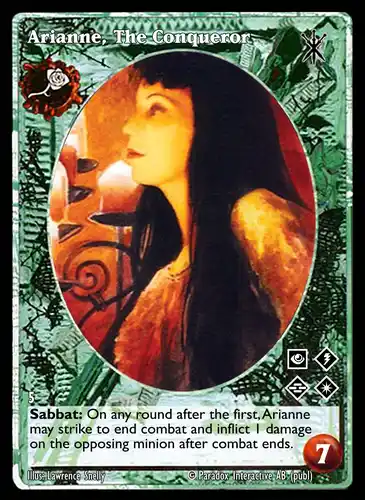 Arianne, The Conqueror
5
Sabbat: On any round after the first, Arianne
may strike to end combat and inflict 1 damage
on the opposing minion after combat ends.
7
Illus: Lawrence Snelly
© Paradox Interactive AB (publ)